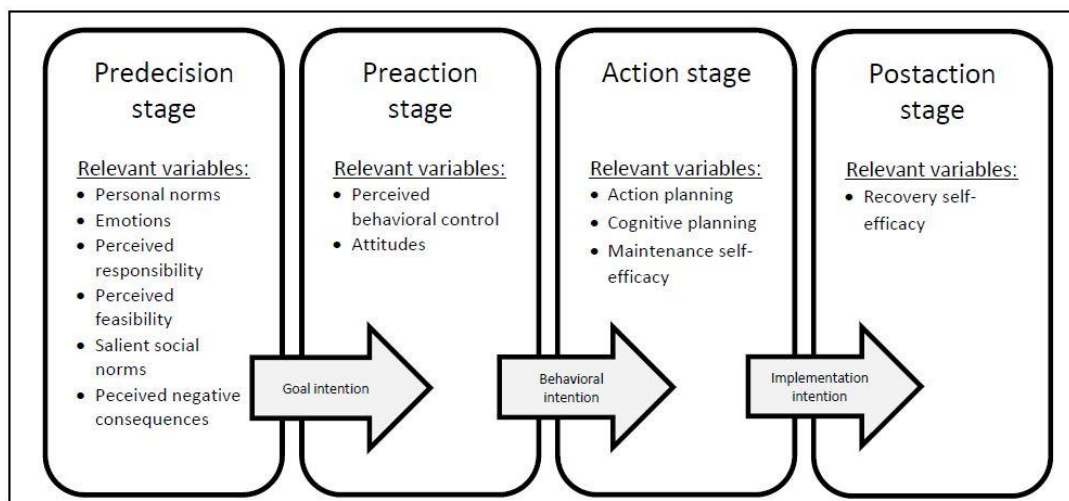 Predecision
stage
Relevant variables:
• Personal norms
• Emotions
• Perceived
responsibility
• Perceived
feasibility
• Salient social
norms
• Peceived negative
consequences
Goal intention
Preaction
stage
Relevant variables:
• Perceived
behavioral control
• Attitudes
Behavioral
intention
Action stage
Relevant variables:
• Action planning
• Cognitive planning
• Maintenance self-
efficacy
Implementation
intention
Postaction
stage
Relevant variables:
• Recovery self-
efficacy